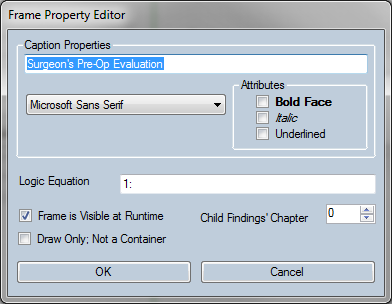 Frame Property Editor
Caption Properties
Surgeon's Pre-Op Evaluation
Microsoft Sans Serif
Attributes
Bold Face
Italic
Underlined
Logic Equation
1:
Frame is Visible at Runtime
Child Findings' Chapter
0
Draw Only; Not a Container
OK
Cancel